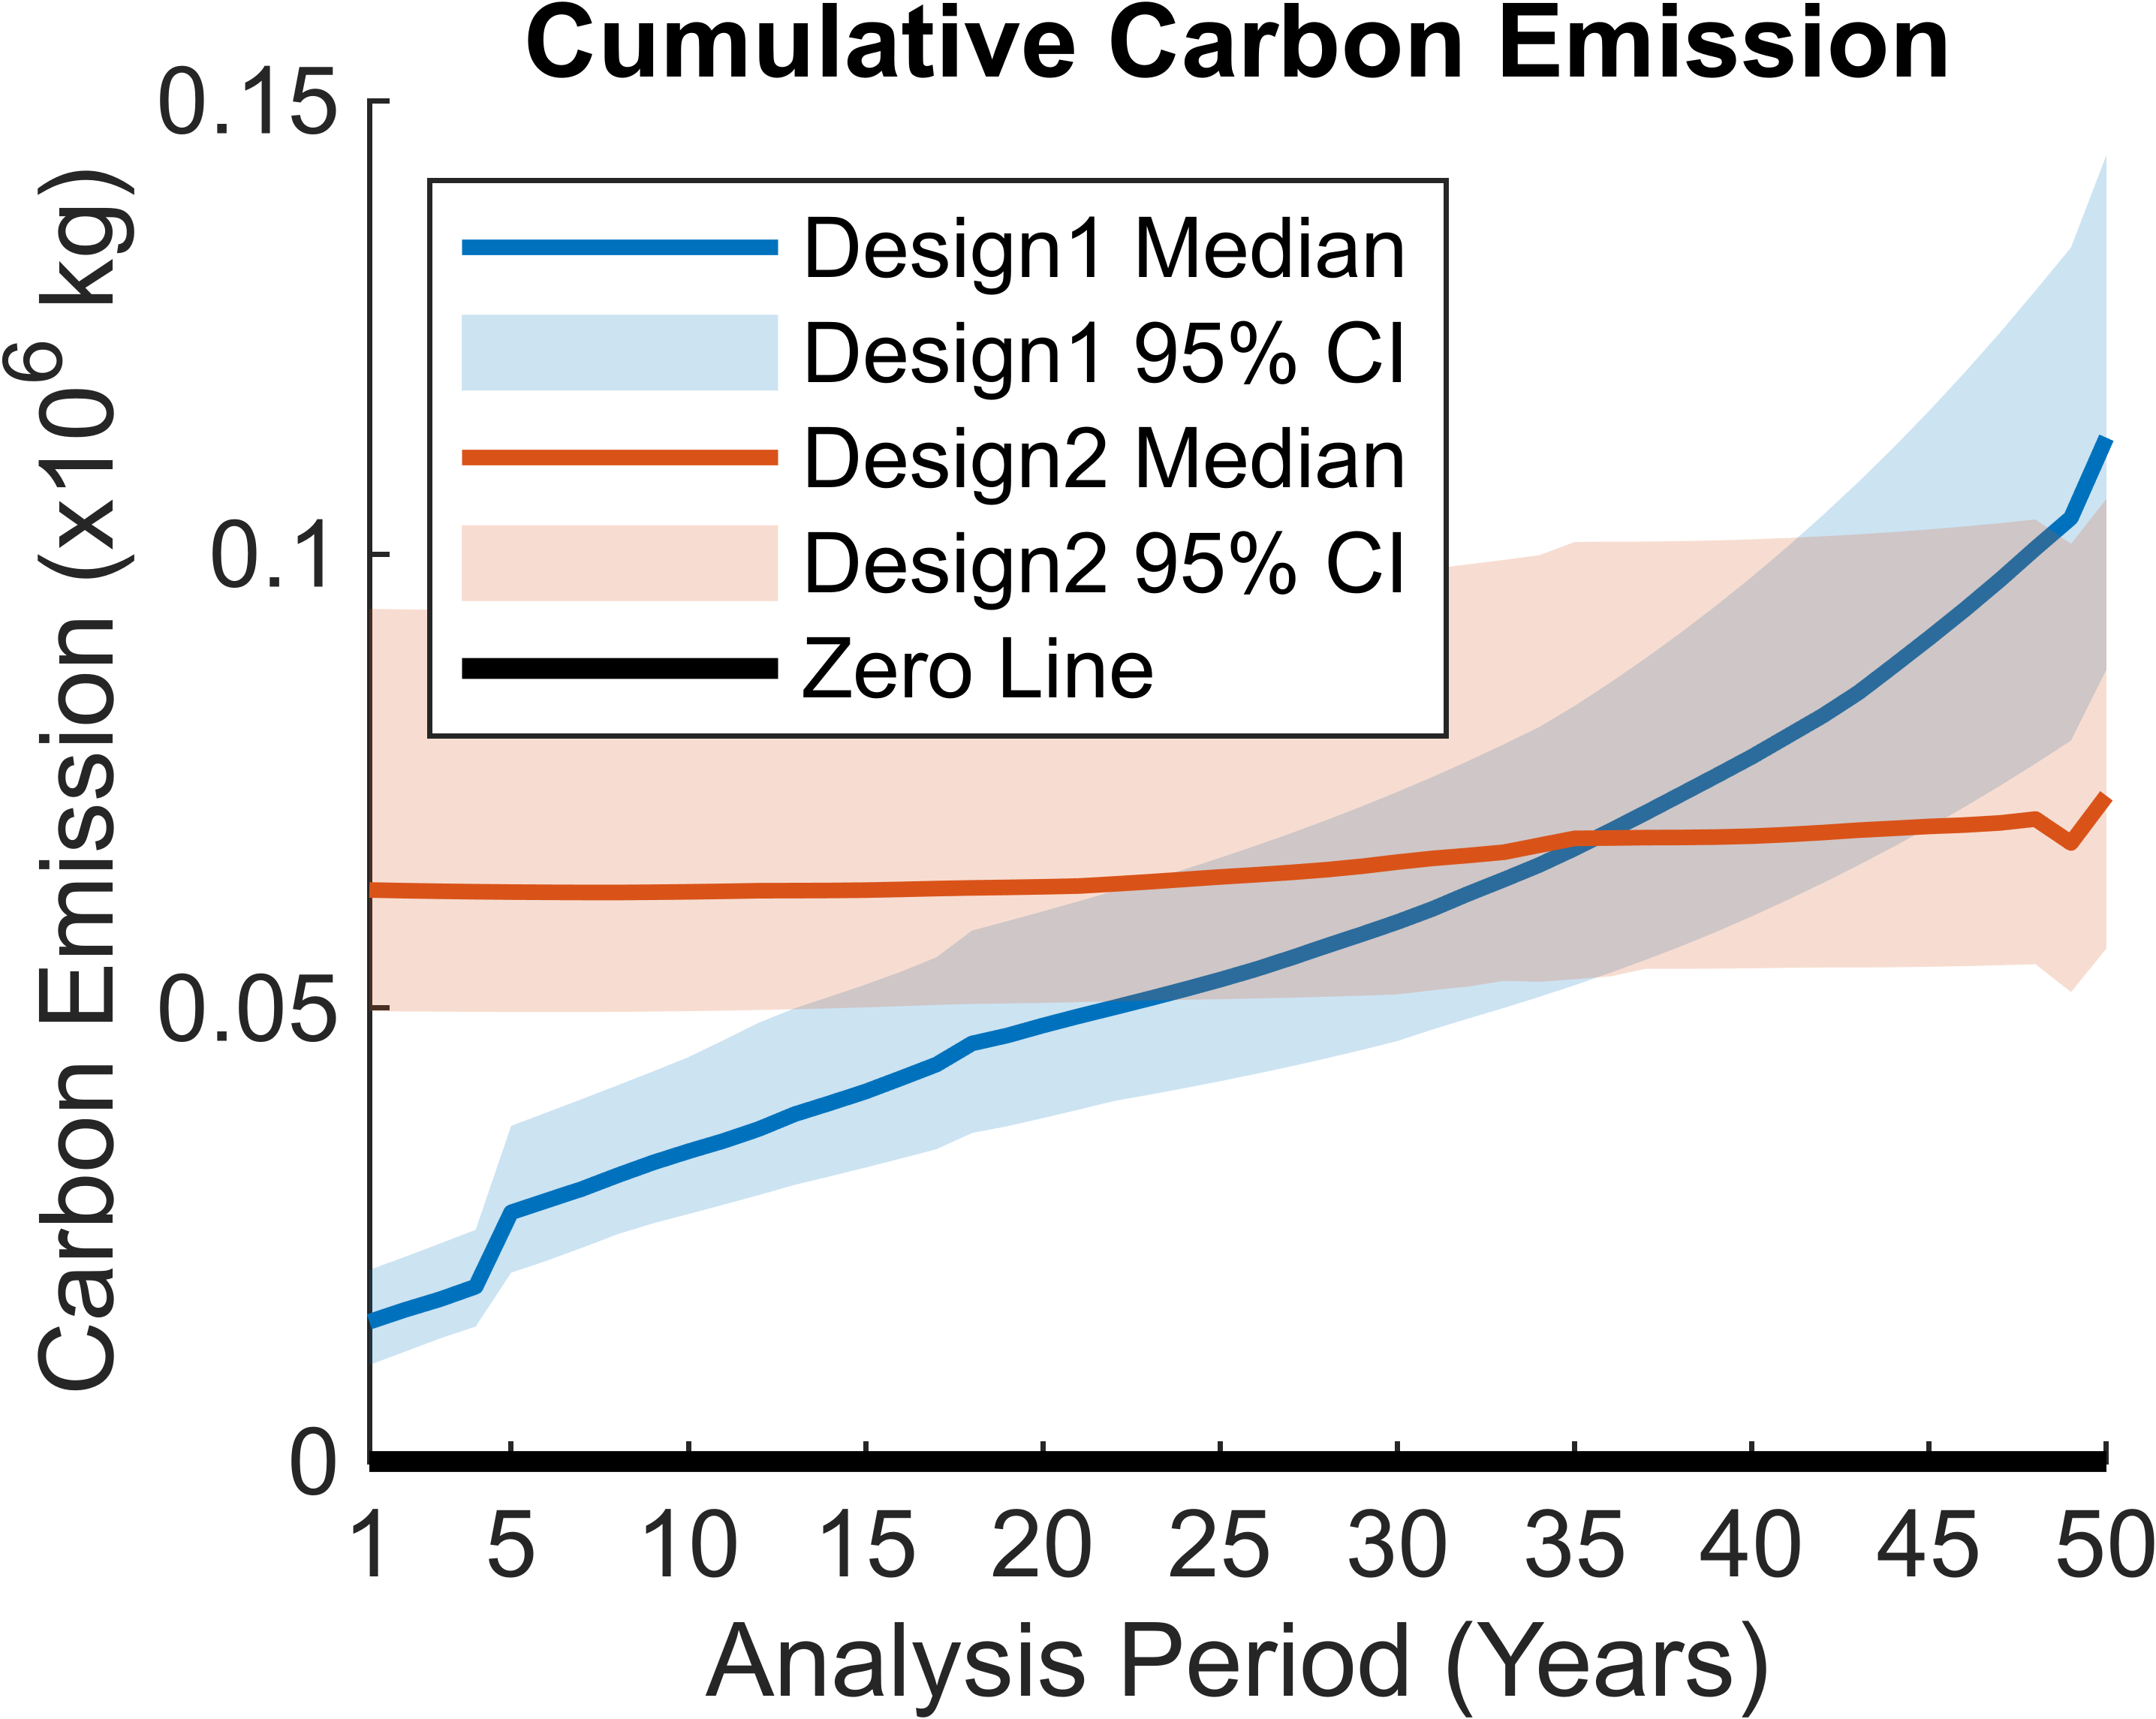 Cumulative Carbon Emission
Carbon Emission (x10⁶ kg)
0.15
0.1
0.05
0
Design1 Median
Design1 95% CI
Design2 Median
Design2 95% CI
Zero Line
1 5 10 15 20 25 30 35 40 45 50
Analysis Period (Years)